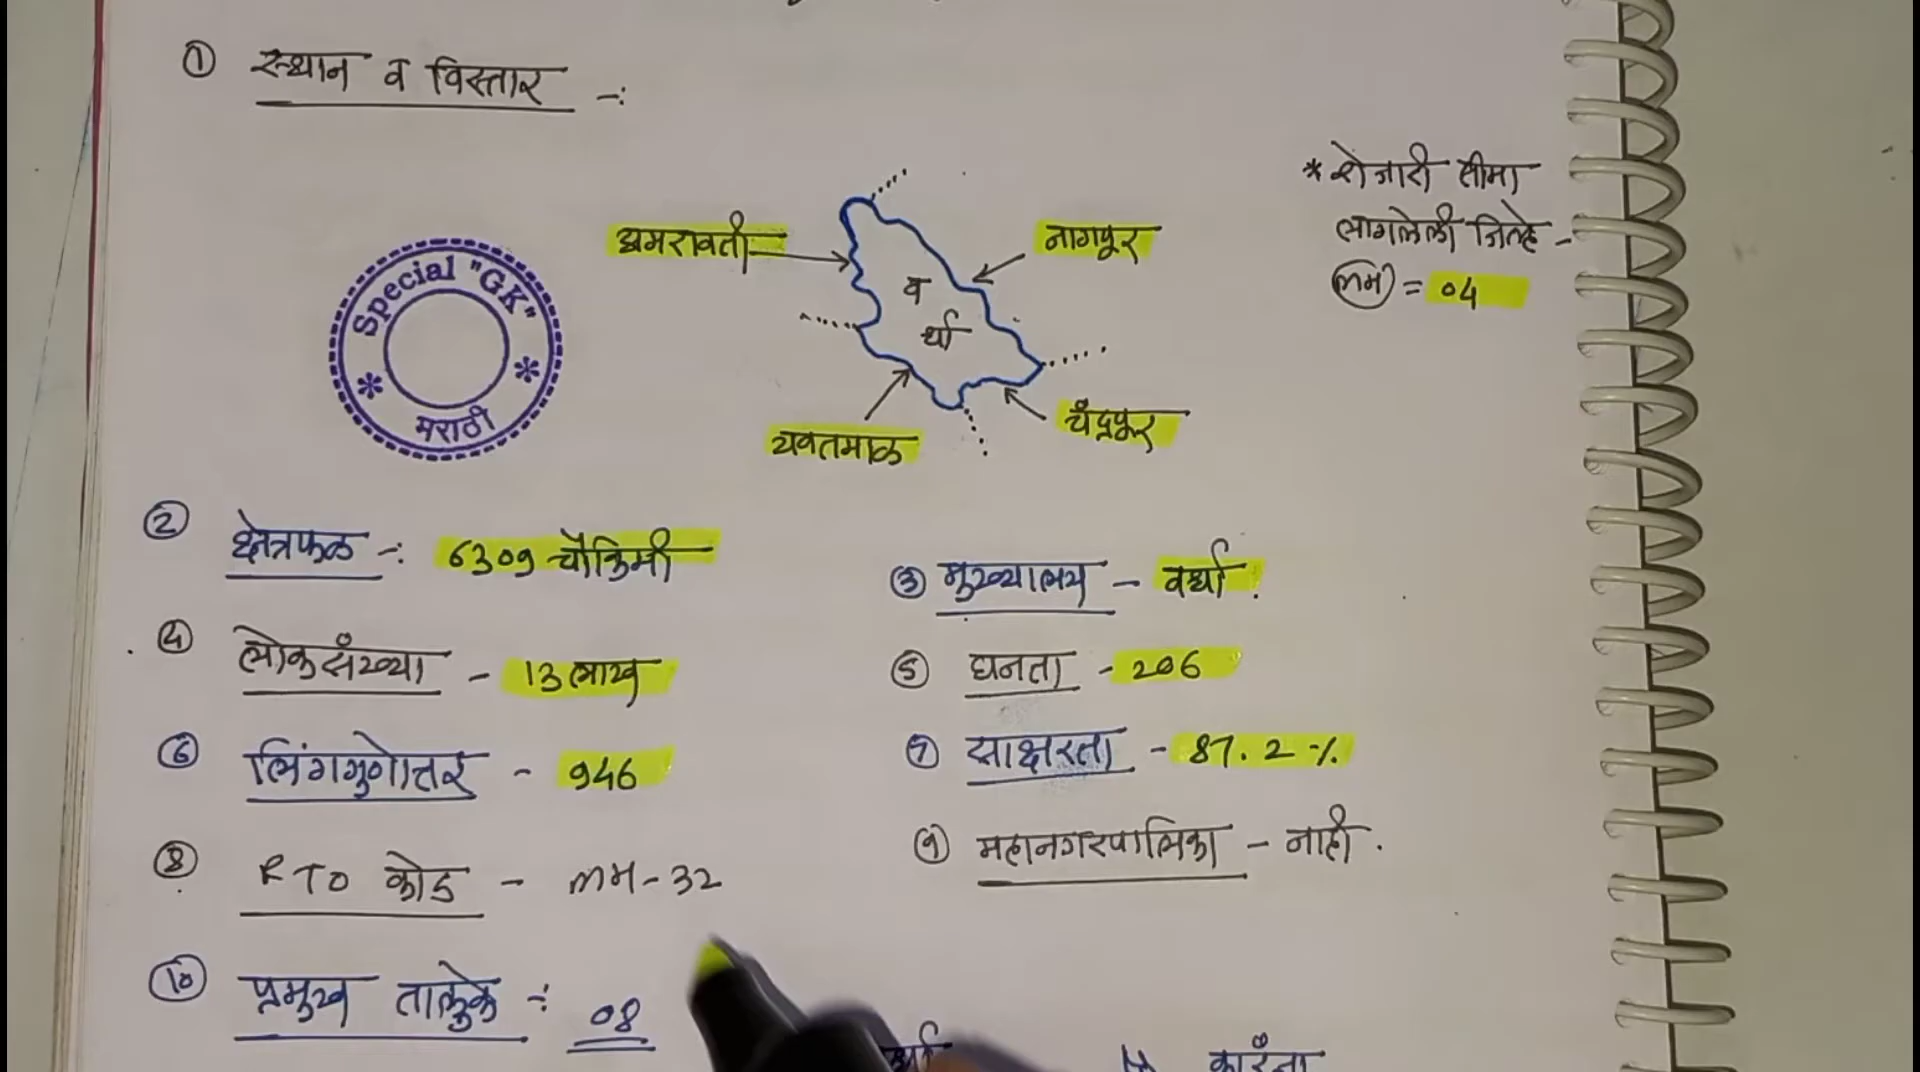 ① स्थान व विस्तार -:
* शेजारी सीमा
लागलेली जिल्हे -
MH = 04
अमरावती
नागपूर
व
र्धा
यवतमाळ
चंद्रपूर
Special "GK"
मराठी
② क्षेत्रफळ -: 6309 चौकिमी
③ मुख्यालय - वर्धा.
④ लोकसंख्या - 13 लाख
⑤ घनता - 206
⑥ लिंगगुणोत्तर - 946
⑦ साक्षरता - 87.2%
⑧ RTO कोड - MH-32
⑨ महानगरपालिका - नाही.
⑩ प्रमुख तालुके -: 08
कारंजा